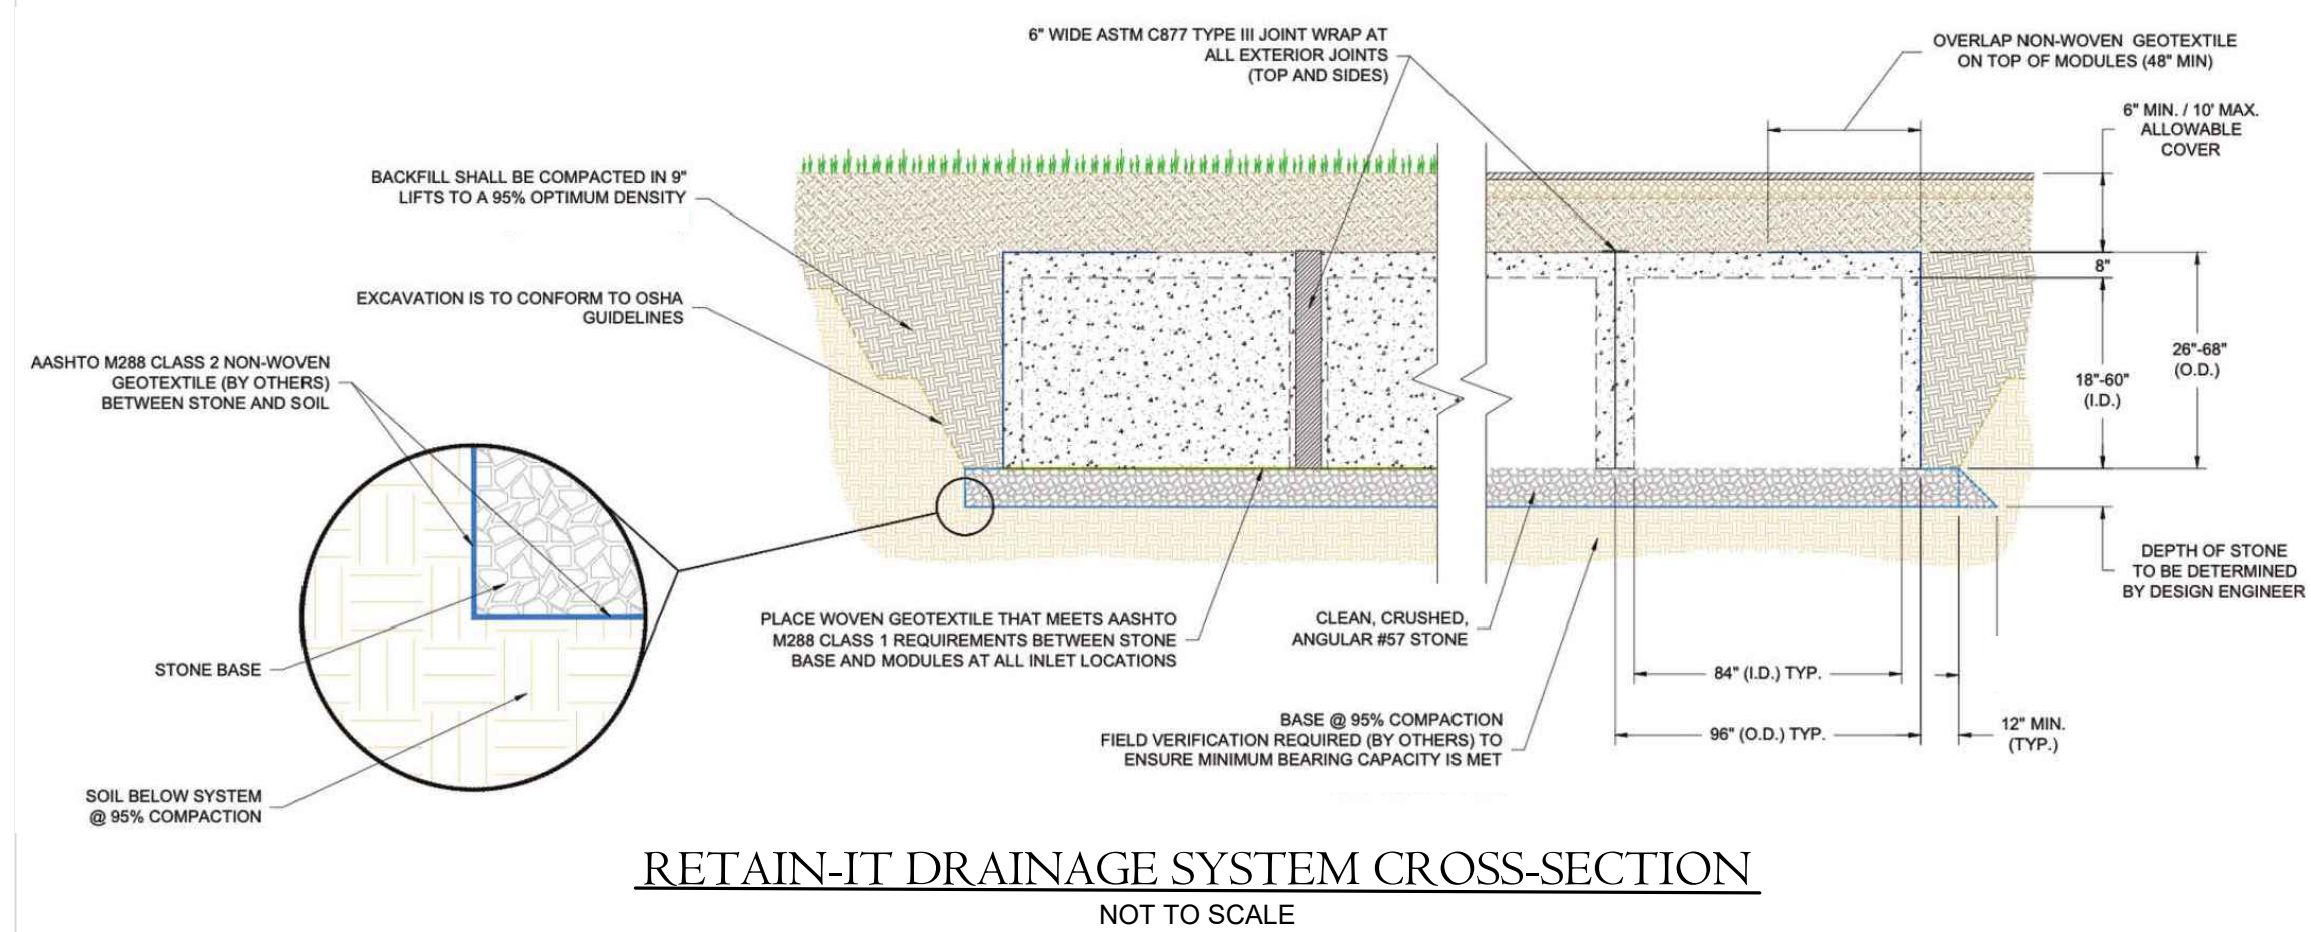 6" WIDE ASTM C877 TYPE III JOINT WRAP AT
ALL EXTERIOR JOINTS
(TOP AND SIDES)
OVERLAP NON-WOVEN GEOTEXTILE
ON TOP OF MODULES (48" MIN)
6" MIN. / 10' MAX.
ALLOWABLE
COVER
BACKFILL SHALL BE COMPACTED IN 9"
LIFTS TO A 95% OPTIMUM DENSITY
EXCAVATION IS TO CONFORM TO OSHA
GUIDELINES
AASHTO M288 CLASS 2 NON-WOVEN
GEOTEXTILE (BY OTHERS)
BETWEEN STONE AND SOIL
8"
26"-68"
(O.D.)
18"-60"
(I.D.)
DEPTH OF STONE
TO BE DETERMINED
BY DESIGN ENGINEER
PLACE WOVEN GEOTEXTILE THAT MEETS AASHTO
M288 CLASS 1 REQUIREMENTS BETWEEN STONE
BASE AND MODULES AT ALL INLET LOCATIONS
CLEAN, CRUSHED,
ANGULAR #57 STONE
STONE BASE
84" (I.D.) TYP.
96" (O.D.) TYP.
12" MIN.
(TYP.)
BASE @ 95% COMPACTION
FIELD VERIFICATION REQUIRED (BY OTHERS) TO
ENSURE MINIMUM BEARING CAPACITY IS MET
SOIL BELOW SYSTEM
@ 95% COMPACTION
RETAIN-IT DRAINAGE SYSTEM CROSS-SECTION
NOT TO SCALE